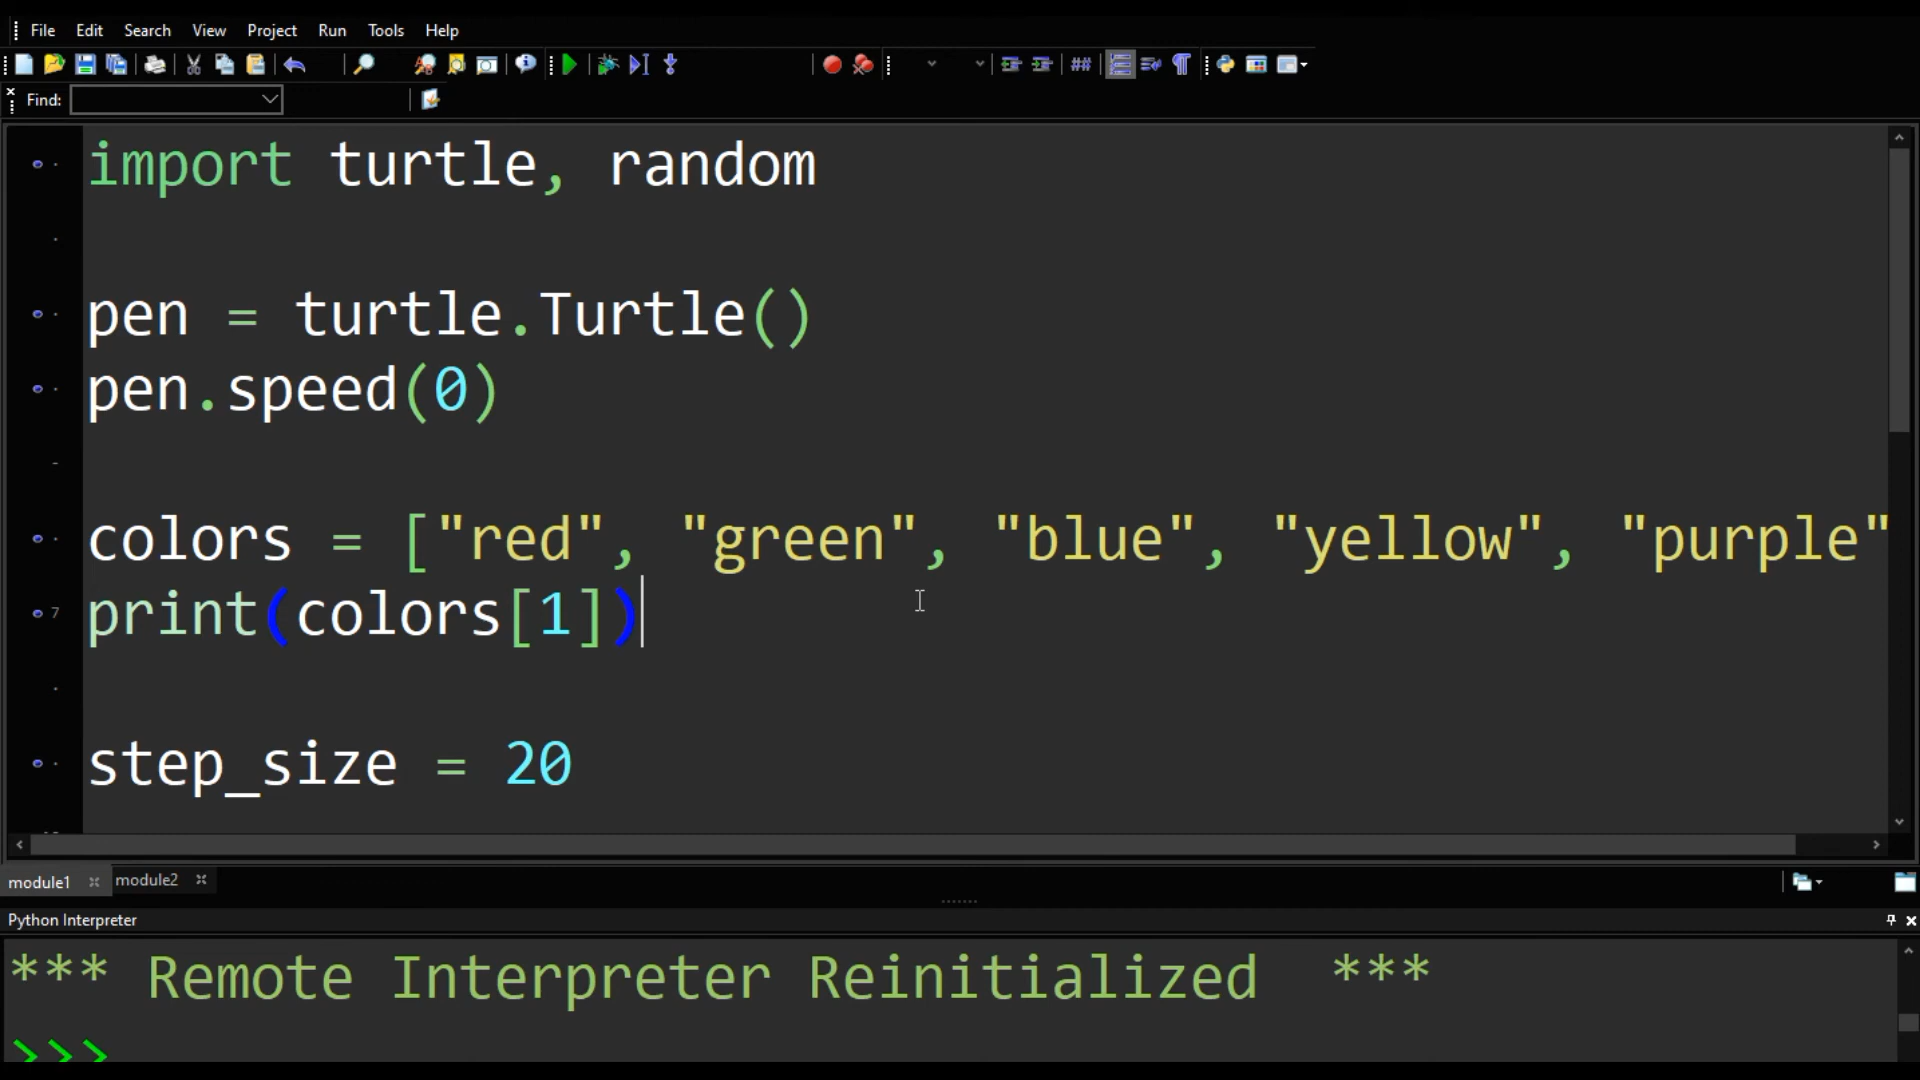 File Edit Search View Project Run Tools Help
Find:
import turtle, random
pen = turtle.Turtle()
pen.speed(0)
colors = ["red", "green", "blue", "yellow", "purple"
7 print(colors[1])
step_size = 20
module1 module2
Python Interpreter
*** Remote Interpreter Reinitialized ***
>>>